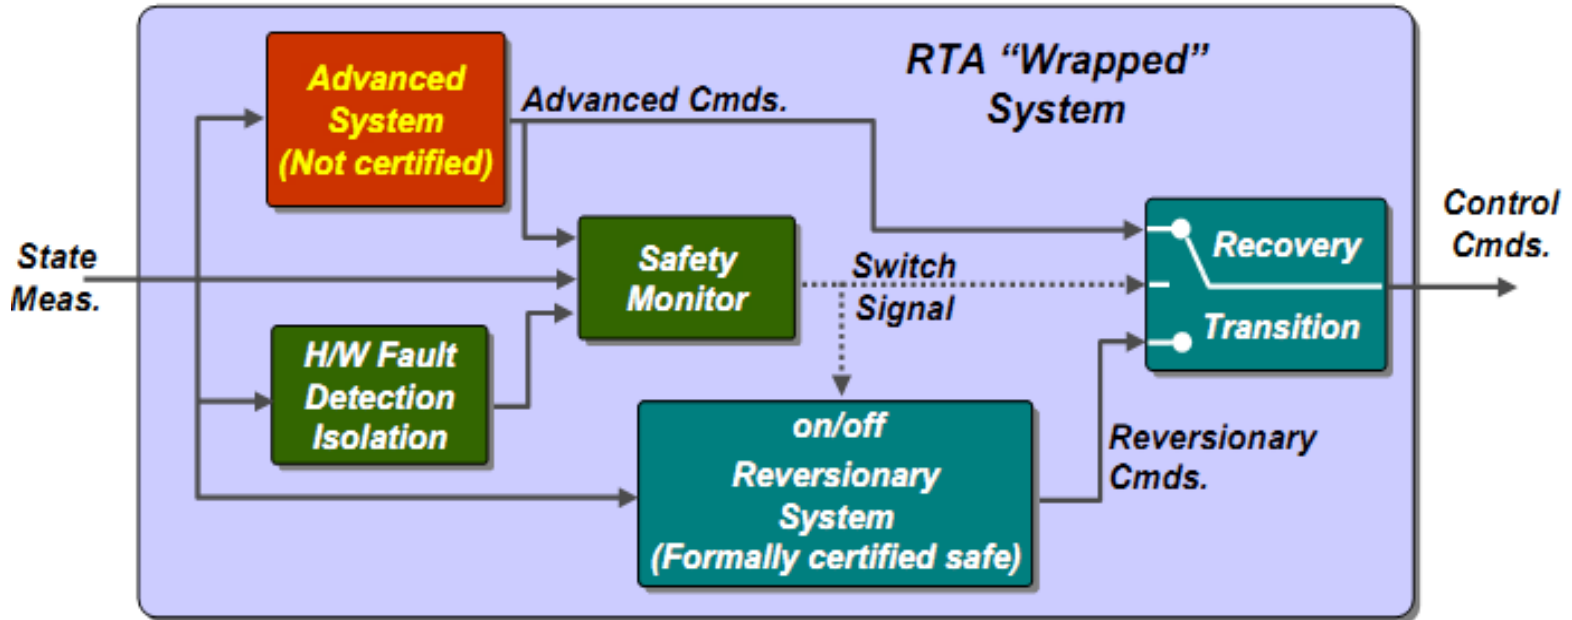 RTA “Wrapped”
System
Advanced
System
(Not certified)
Advanced Cmds.
State
Meas.
Safety
Monitor
Switch
Signal
H/W Fault
Detection
Isolation
on/off
Reversionary
System
(Formally certified safe)
Reversionary
Cmds.
Recovery
Transition
Control
Cmds.